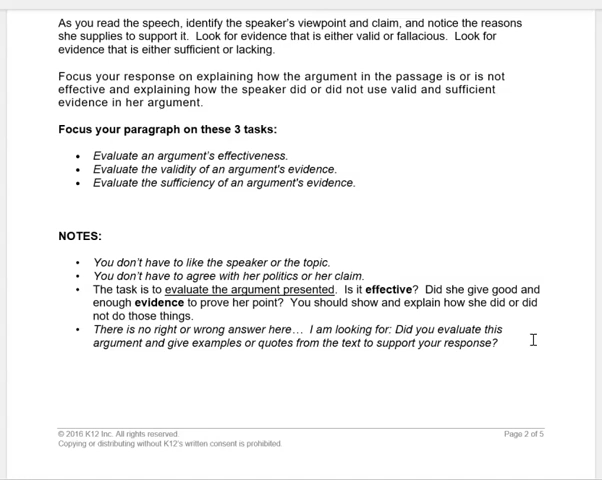 As you read the speech, identify the speaker's viewpoint and claim, and notice the reasons
she supplies to support it.  Look for evidence that is either valid or fallacious.  Look for
evidence that is either sufficient or lacking.
Focus your response on explaining how the argument in the passage is or is not
effective and explaining how the speaker did or did not use valid and sufficient
evidence in her argument.
Focus your paragraph on these 3 tasks:
• Evaluate an argument's effectiveness.
• Evaluate the validity of an argument's evidence.
• Evaluate the sufficiency of an argument's evidence.
NOTES:
• You don't have to like the speaker or the topic.
• You don't have to agree with her politics or her claim.
• The task is to evaluate the argument presented.  Is it effective?  Did she give good and
enough evidence to prove her point?  You should show and explain how she did or did
not do those things.
• There is no right or wrong answer here…  I am looking for: Did you evaluate this
argument and give examples or quotes from the text to support your response?
© 2016 K12 Inc. All rights reserved.
Page 2 of 5
Copying or distributing without K12's written consent is prohibited.